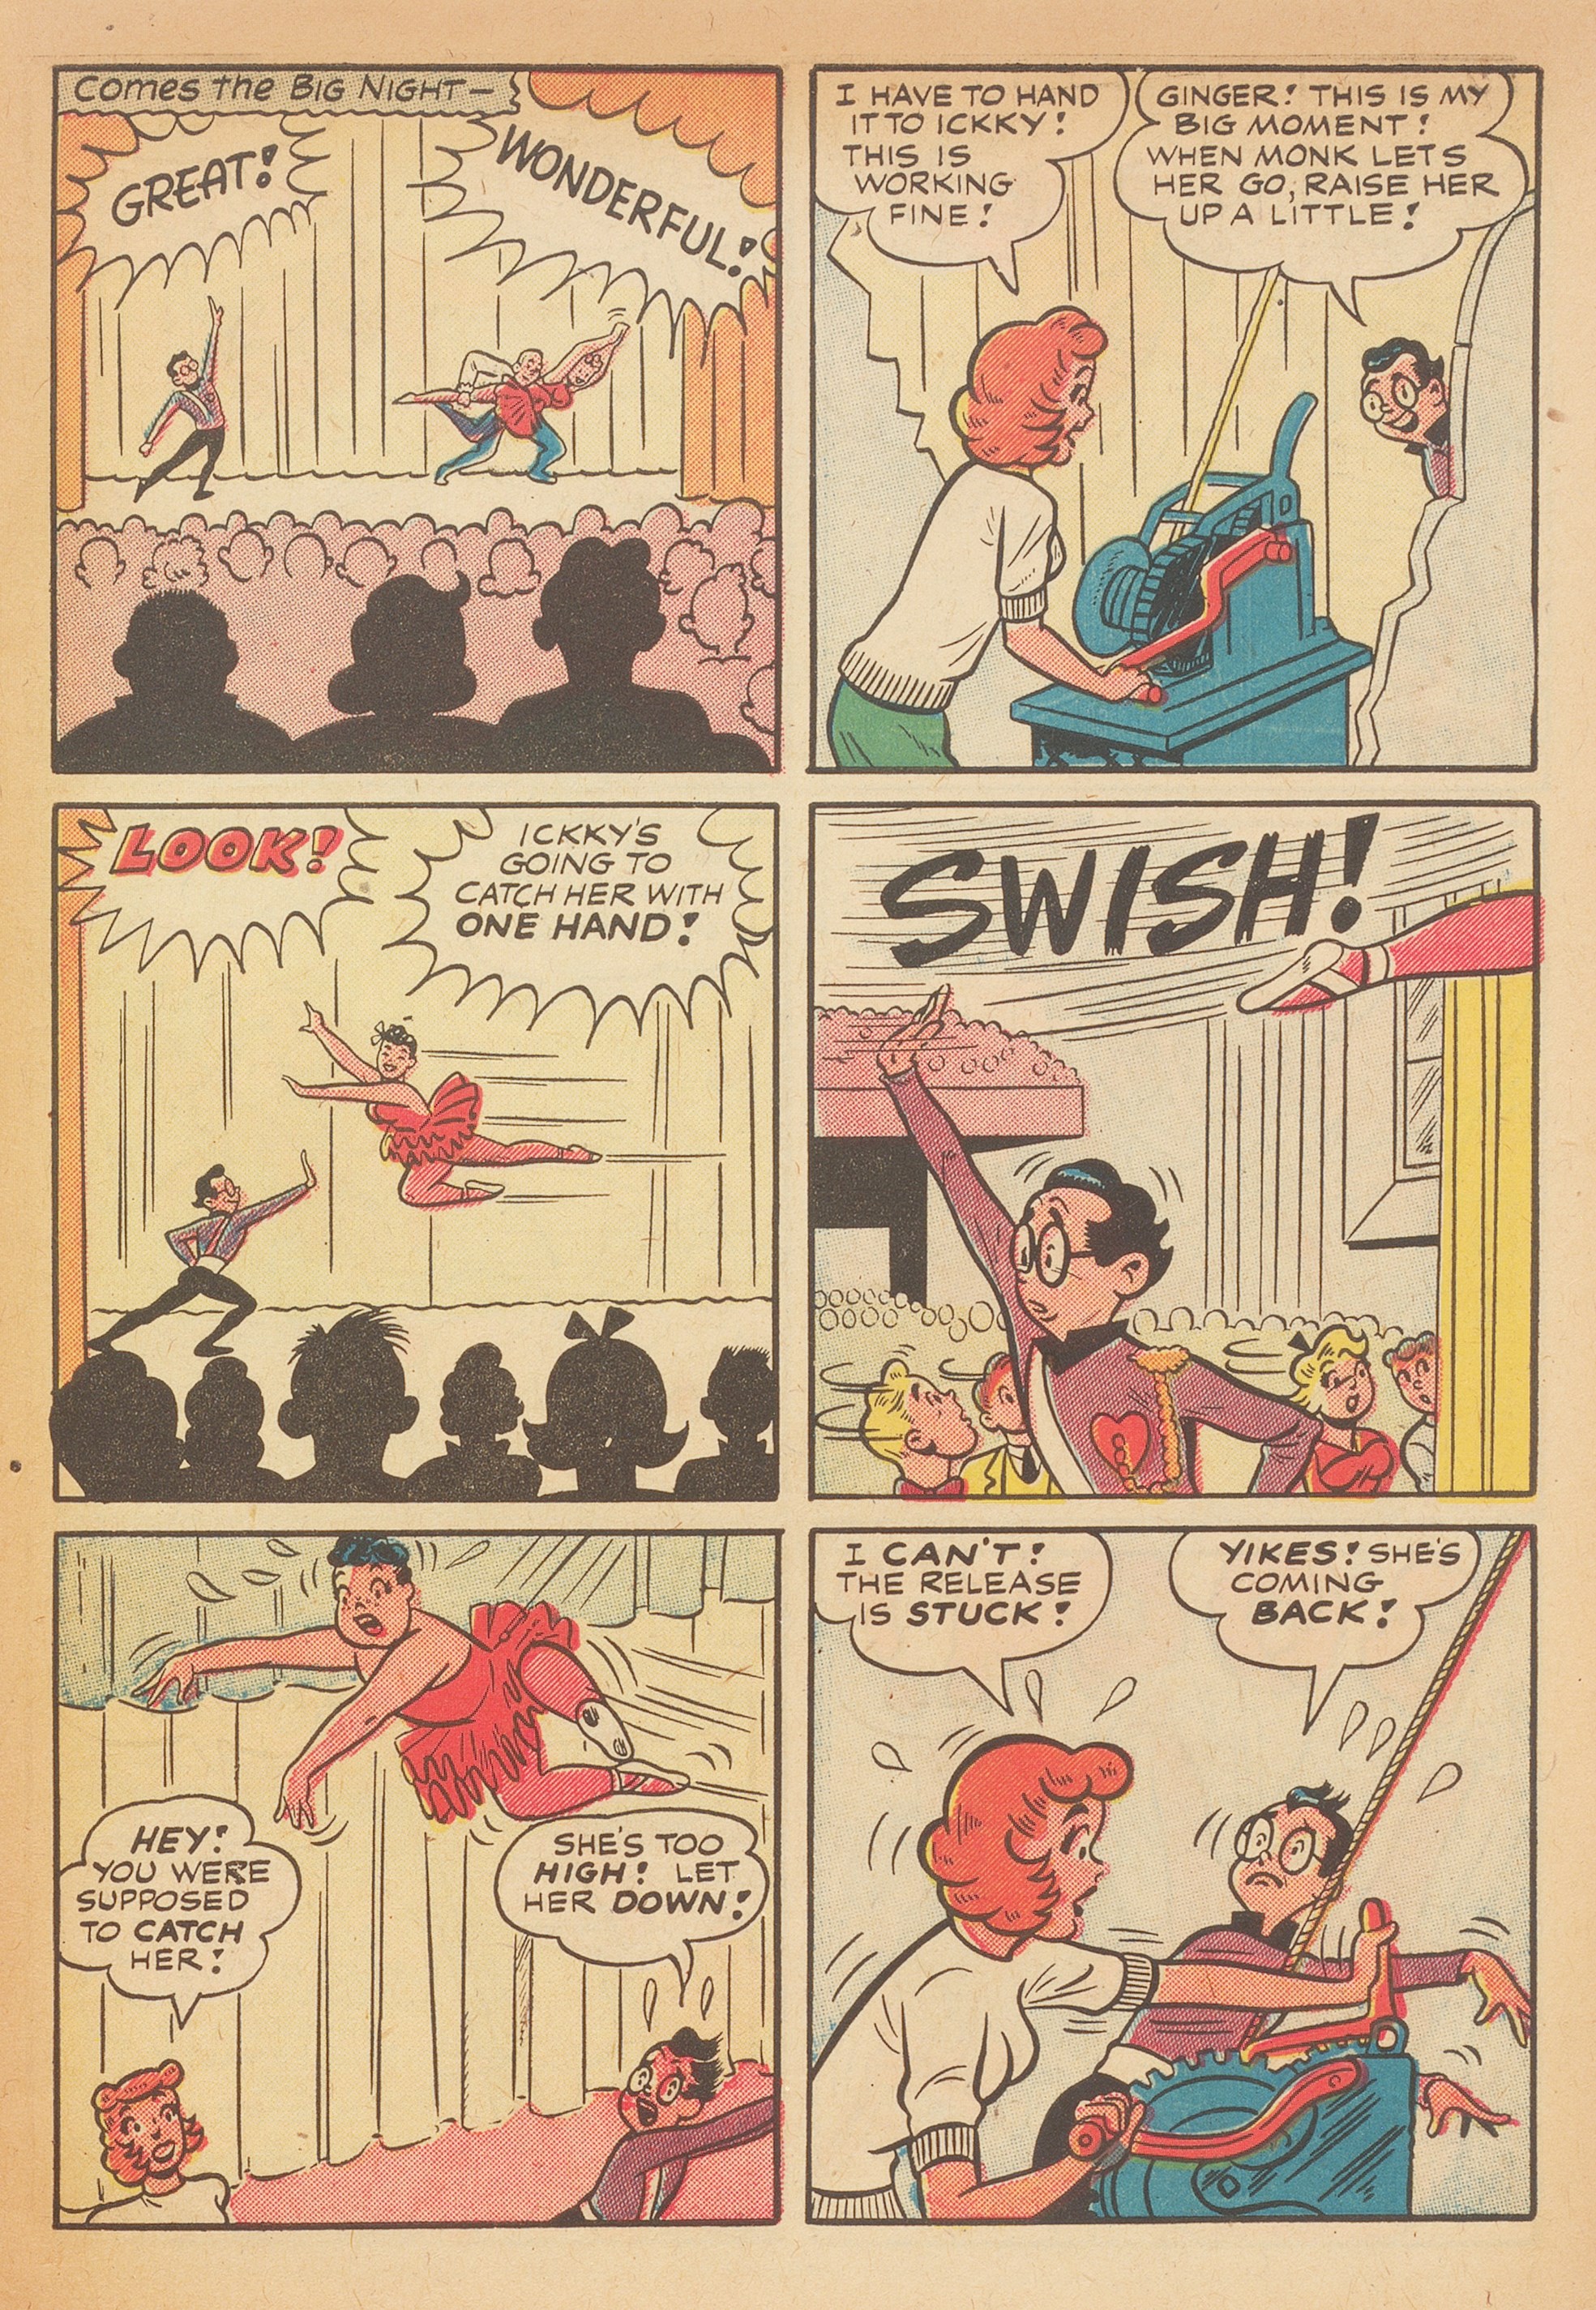 Comes the BIG NIGHT—
GREAT!
WONDERFUL!
I HAVE TO HAND
IT TO ICKKY!
THIS IS
WORKING
FINE!
GINGER! THIS IS MY
BIG MOMENT!
WHEN MONK LETS
HER GO, RAISE HER
UP A LITTLE!
LOOK!
ICKKY'S
GOING TO
CATCH HER WITH
ONE HAND!
SWISH!
HEY!
YOU WERE
SUPPOSED
TO CATCH
HER!
SHE'S TOO
HIGH! LET
HER DOWN!
I CAN'T!
THE RELEASE
IS STUCK!
YIKES! SHE'S
COMING
BACK!